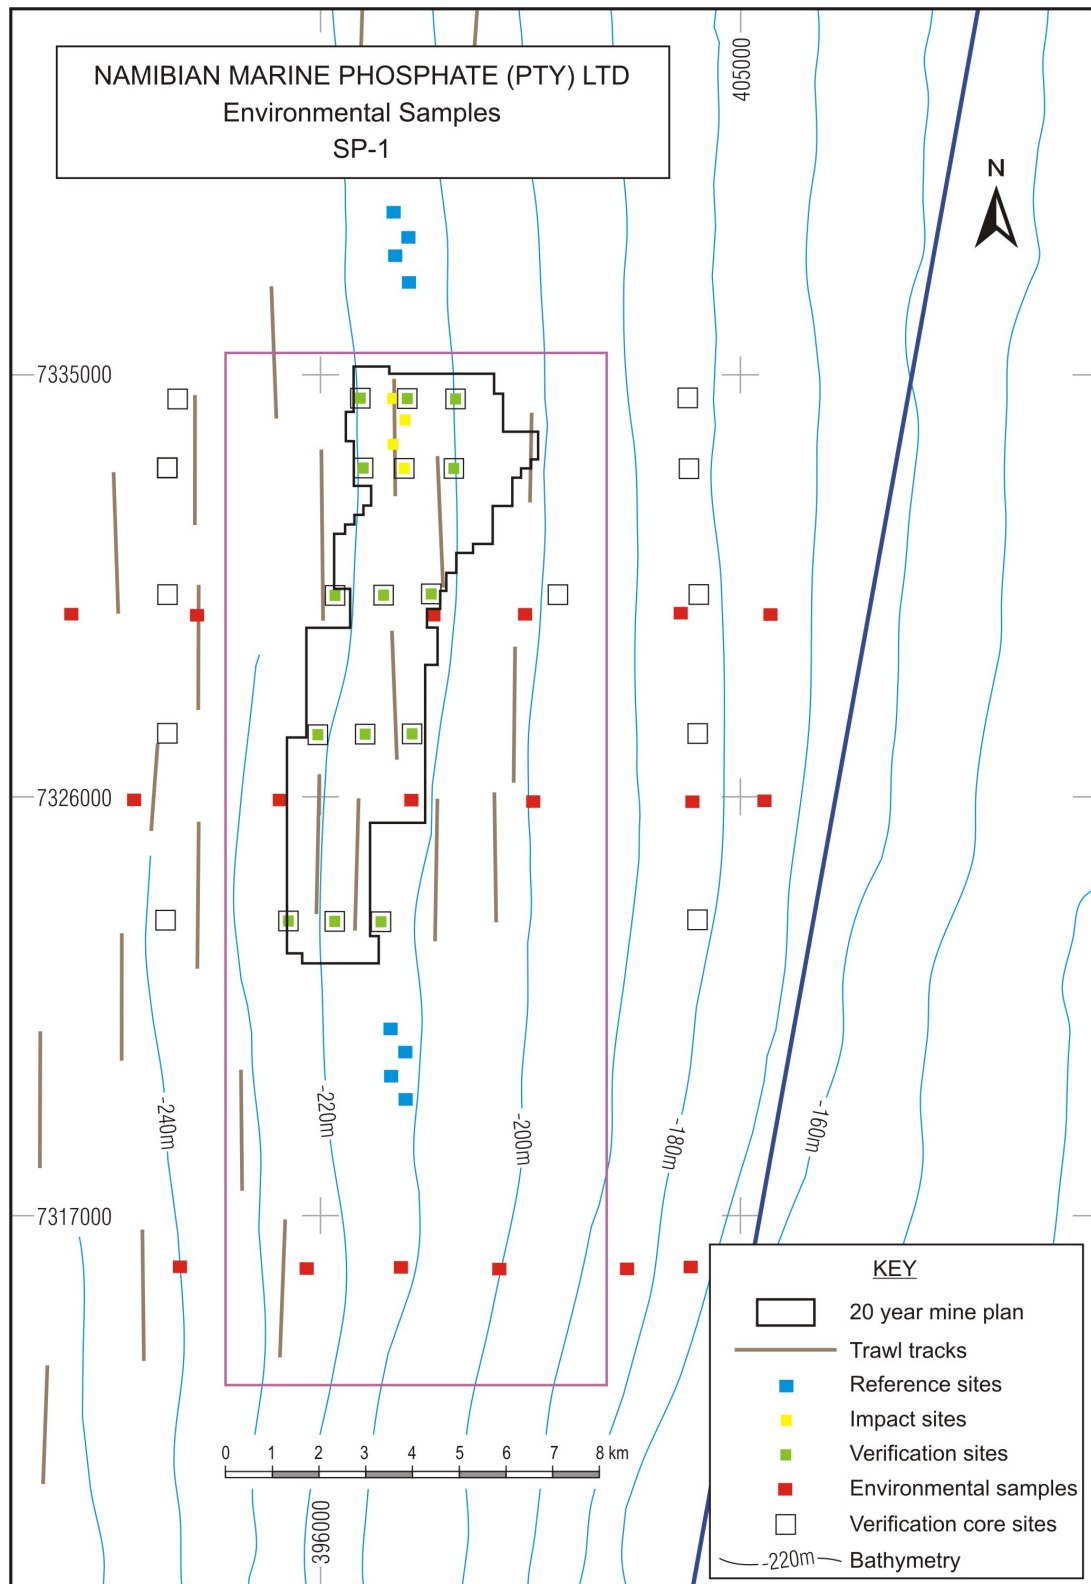 NAMIBIAN MARINE PHOSPHATE (PTY) LTD
Environmental Samples
SP-1
405000
N
7335000
7326000
-240m
-220m
-200m
-180m
-160m
7317000
0 1 2 3 4 5 6 7 8 km
396000
KEY
20 year mine plan
Trawl tracks
Reference sites
Impact sites
Verification sites
Environmental samples
Verification core sites
-220m Bathymetry